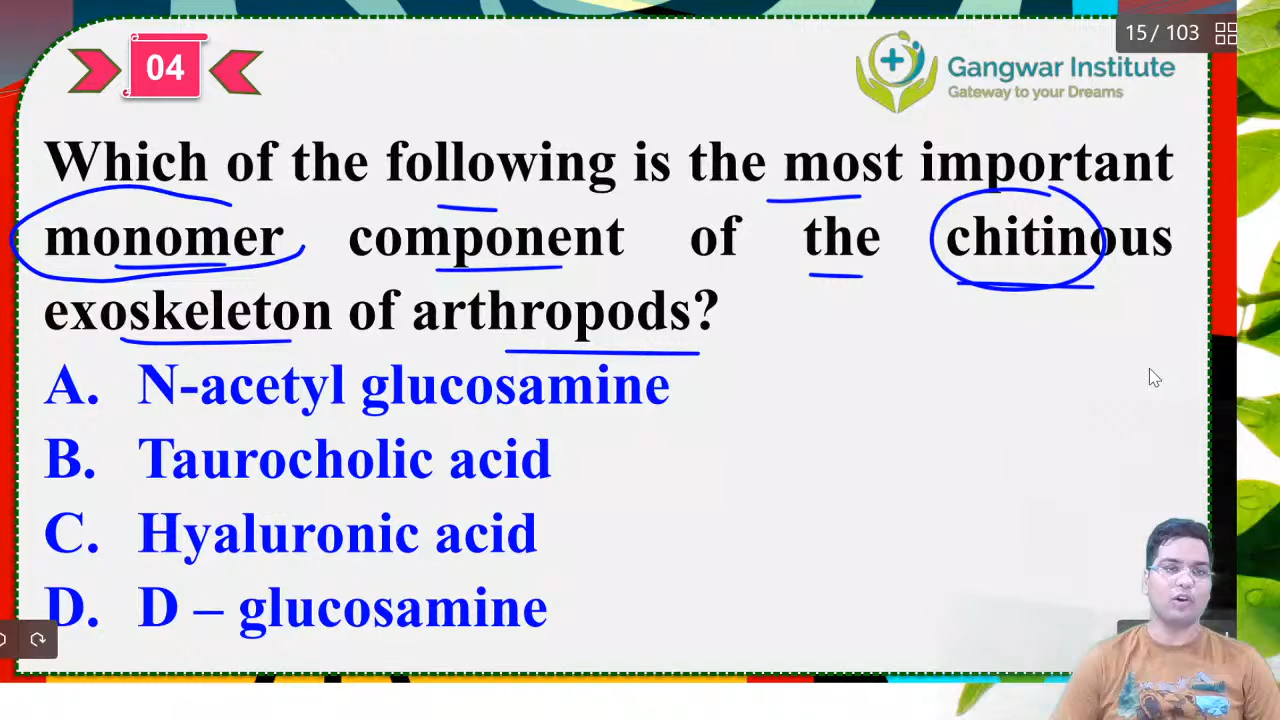 15 / 103
04
Gangwar Institute
Gateway to your Dreams
Which of the following is the most important
monomer component of the chitinous
exoskeleton of arthropods?
A. N-acetyl glucosamine
B. Taurocholic acid
C. Hyaluronic acid
D. D – glucosamine